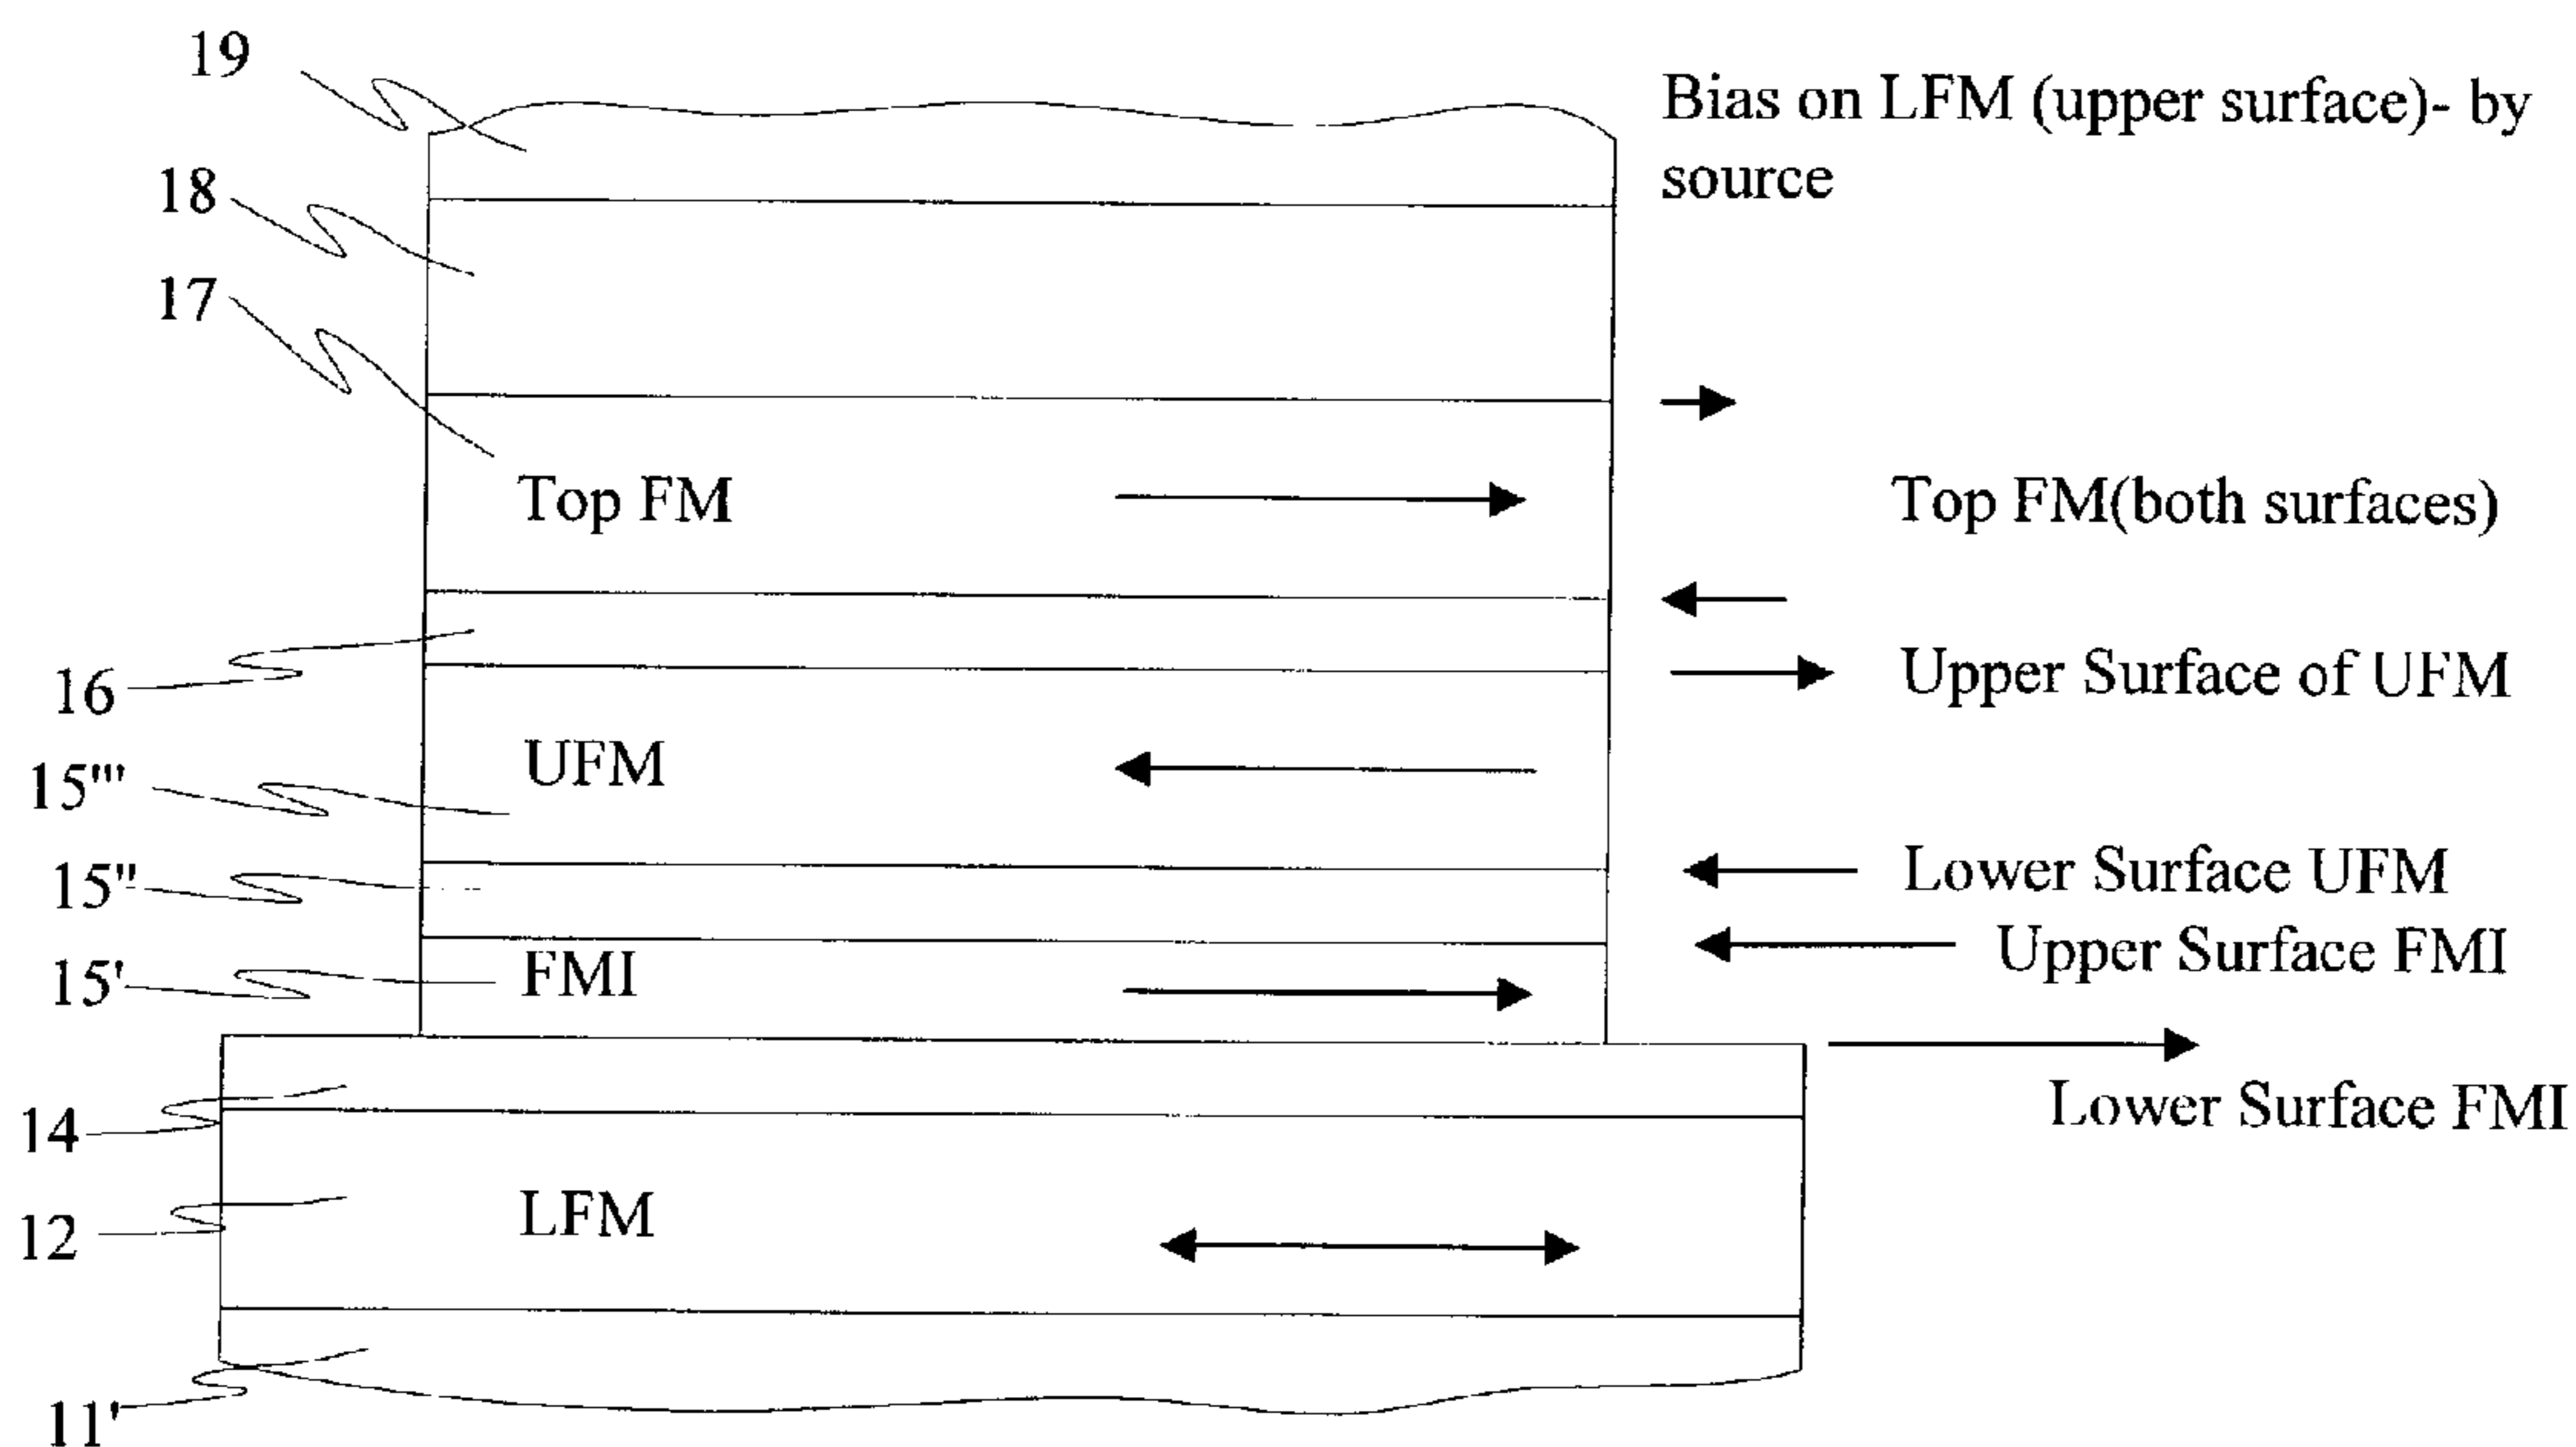 19
Bias on LFM (upper surface)- by
source
18
17
Top FM
Top FM(both surfaces)
16
Upper Surface of UFM
UFM
15'''
Lower Surface UFM
15''
Upper Surface FMI
FMI
15'
Lower Surface FMI
14
LFM
12
11'